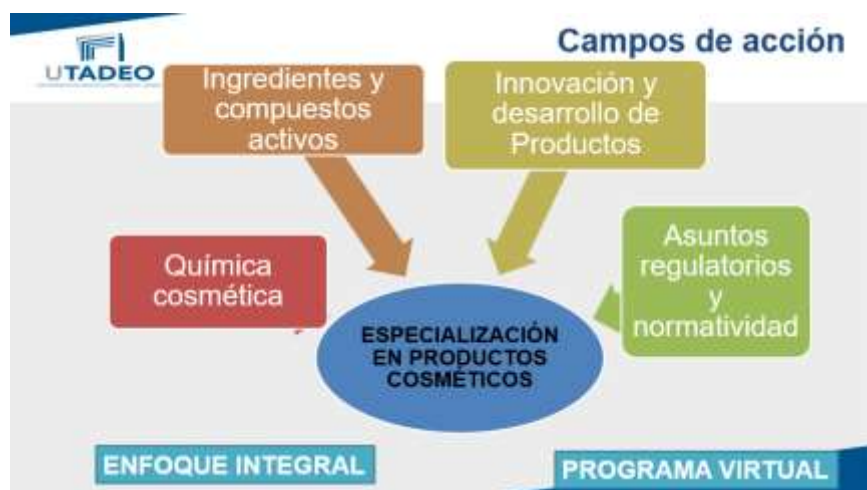 UTADEO
Campos de acción
Ingredientes y
compuestos
activos
Innovación y
desarrollo de
Productos
Química
cosmética
Asuntos
regulatorios
y
normatividad
ESPECIALIZACIÓN
EN PRODUCTOS
COSMÉTICOS
ENFOQUE INTEGRAL
PROGRAMA VIRTUAL